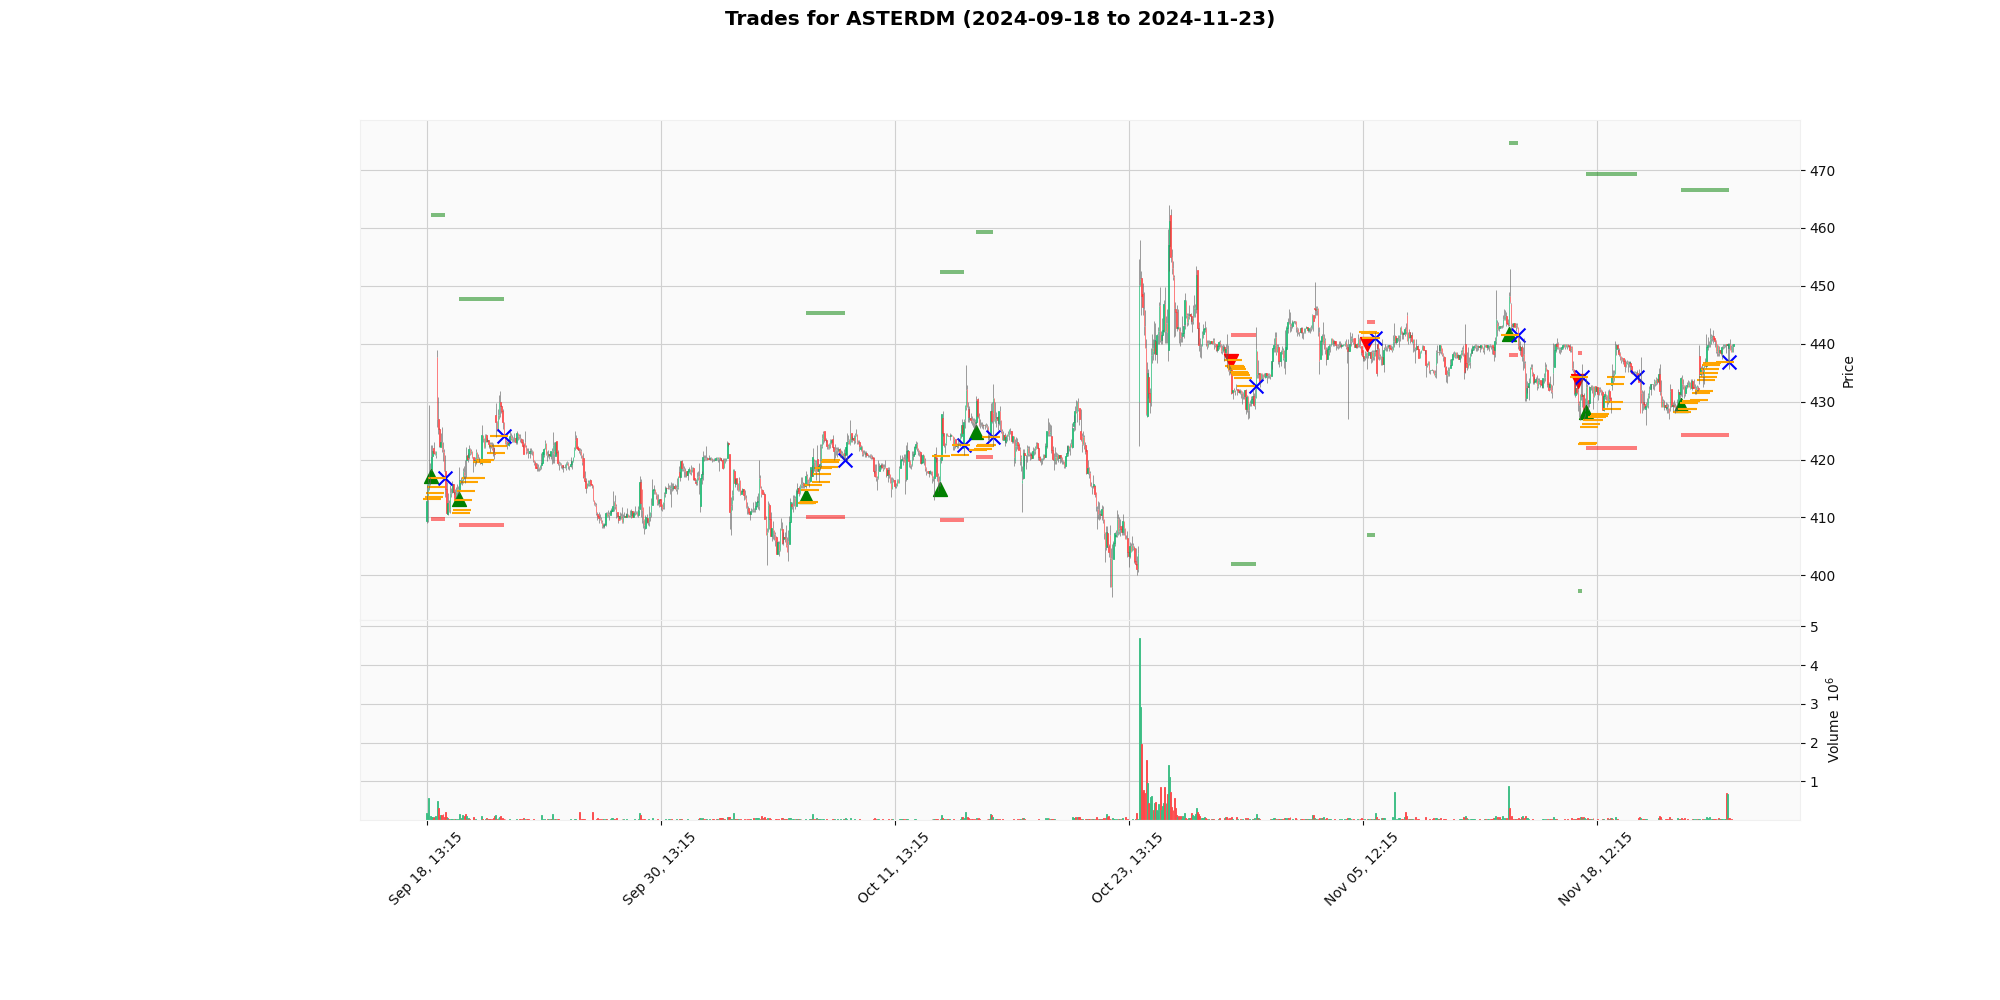 Trades for ASTERDM (2024-09-18 to 2024-11-23)
470
460
450
440
430
420
410
400
Price
5
4
3
2
1
Volume 10^6
Sep 18, 13:15
Sep 30, 13:15
Oct 11, 13:15
Oct 23, 13:15
Nov 05, 12:15
Nov 18, 12:15